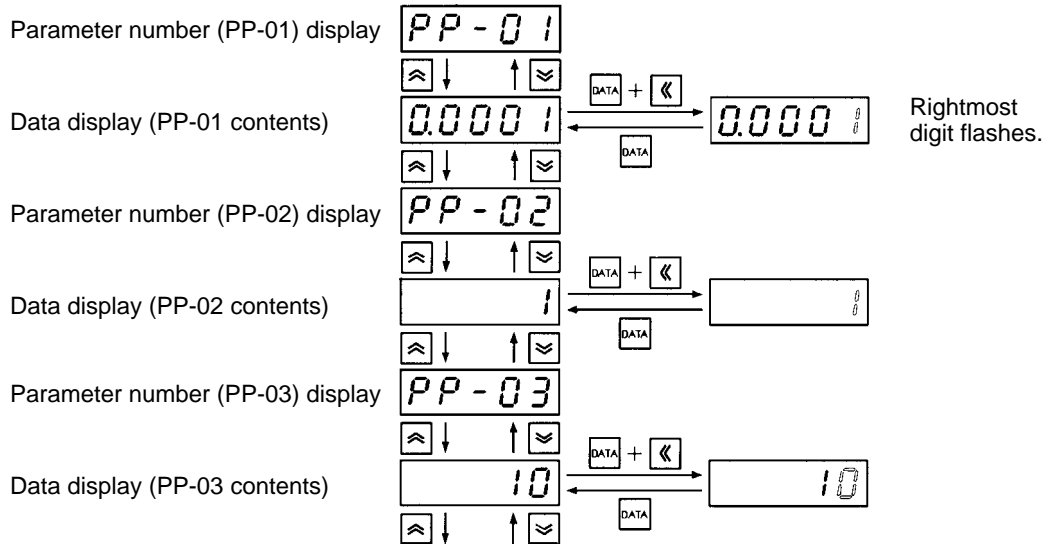 Parameter number (PP-01) display
PP-01
DATA +
Data display (PP-01 contents)
0.0001
0.0001
Rightmost
digit flashes.
DATA
Parameter number (PP-02) display
PP-02
DATA +
Data display (PP-02 contents)
1
1
DATA
Parameter number (PP-03) display
PP-03
DATA +
Data display (PP-03 contents)
10
10
DATA